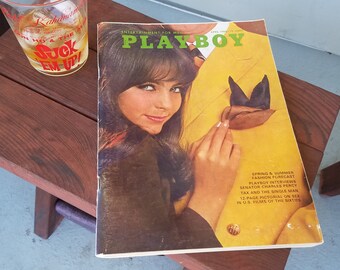 SOCK
EM UP!
ENTERTAINMENT FOR MEN
PLAYBOY
SPRING & SUMMER
FASHION FORECAST
PLAYBOY INTERVIEWS
SENATOR CHARLES PERCY
TAX AND THE SINGLE MAN
12-PAGE PICTORIAL ON SEX
IN U.S. FILMS OF THE SIXTIES